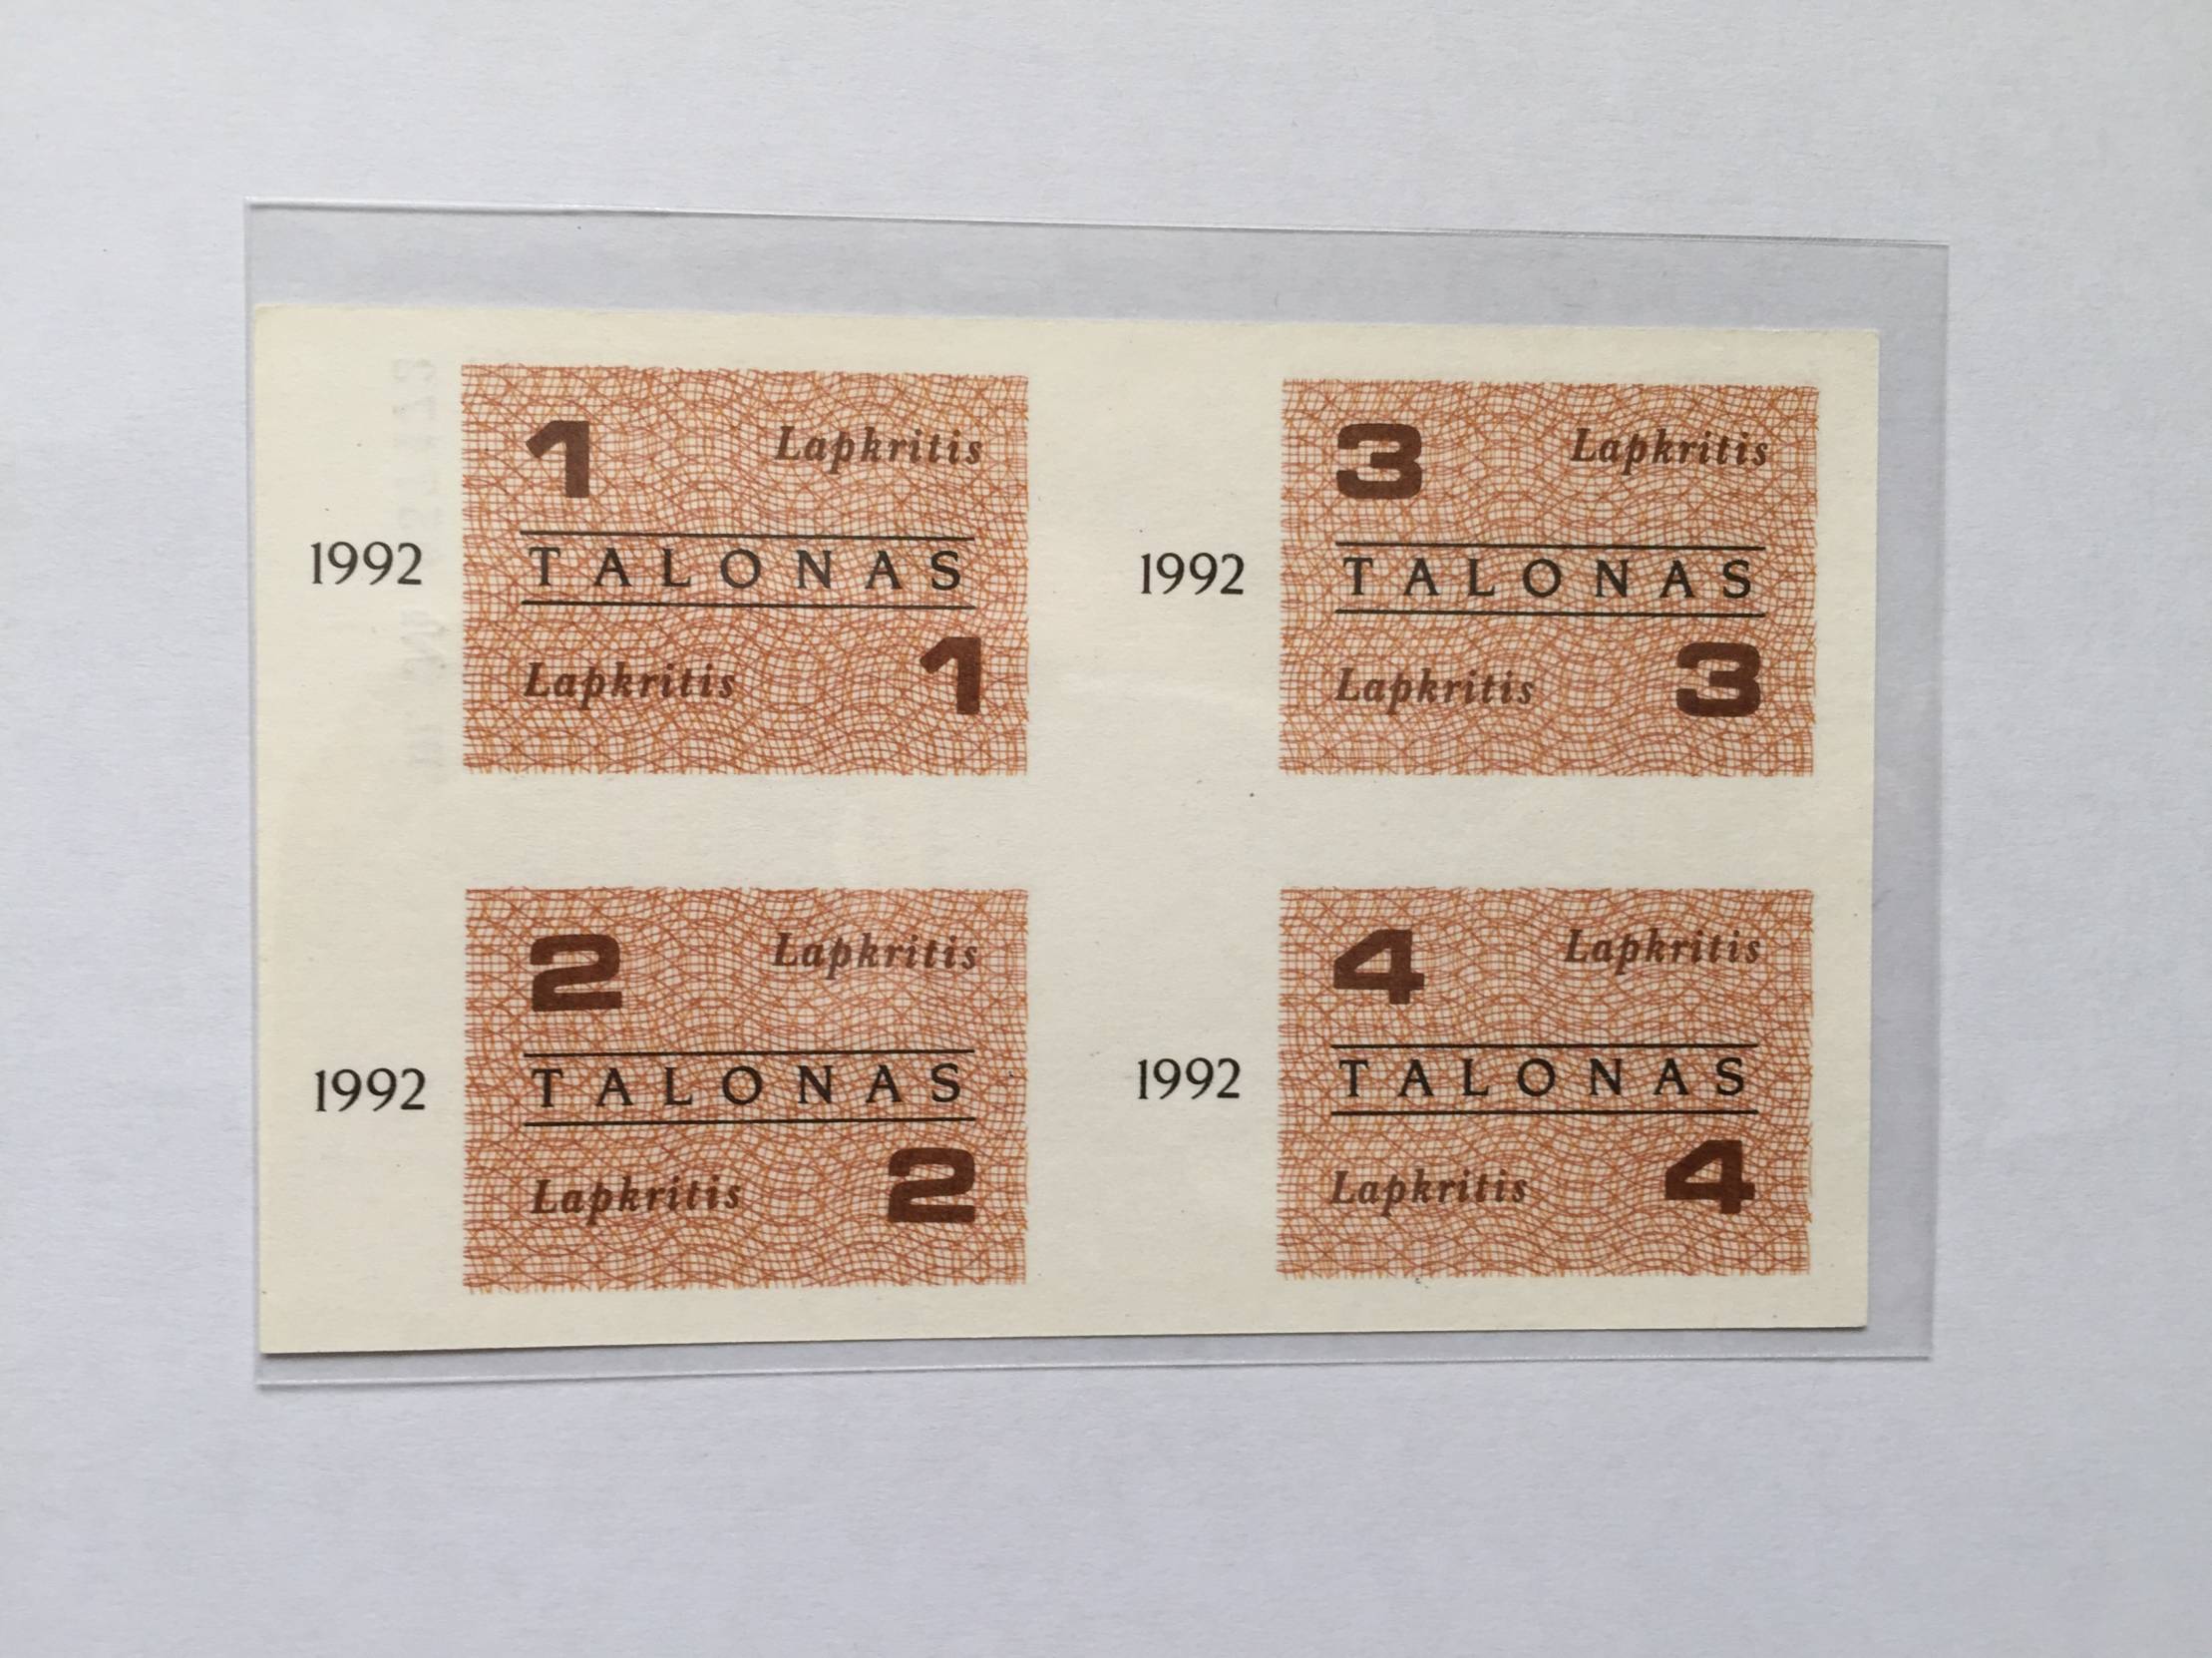 1 Lapkritis
1992 TALONAS
Lapkritis 1
3 Lapkritis
1992 TALONAS
Lapkritis 3
2 Lapkritis
1992 TALONAS
Lapkritis 2
4 Lapkritis
1992 TALONAS
Lapkritis 4